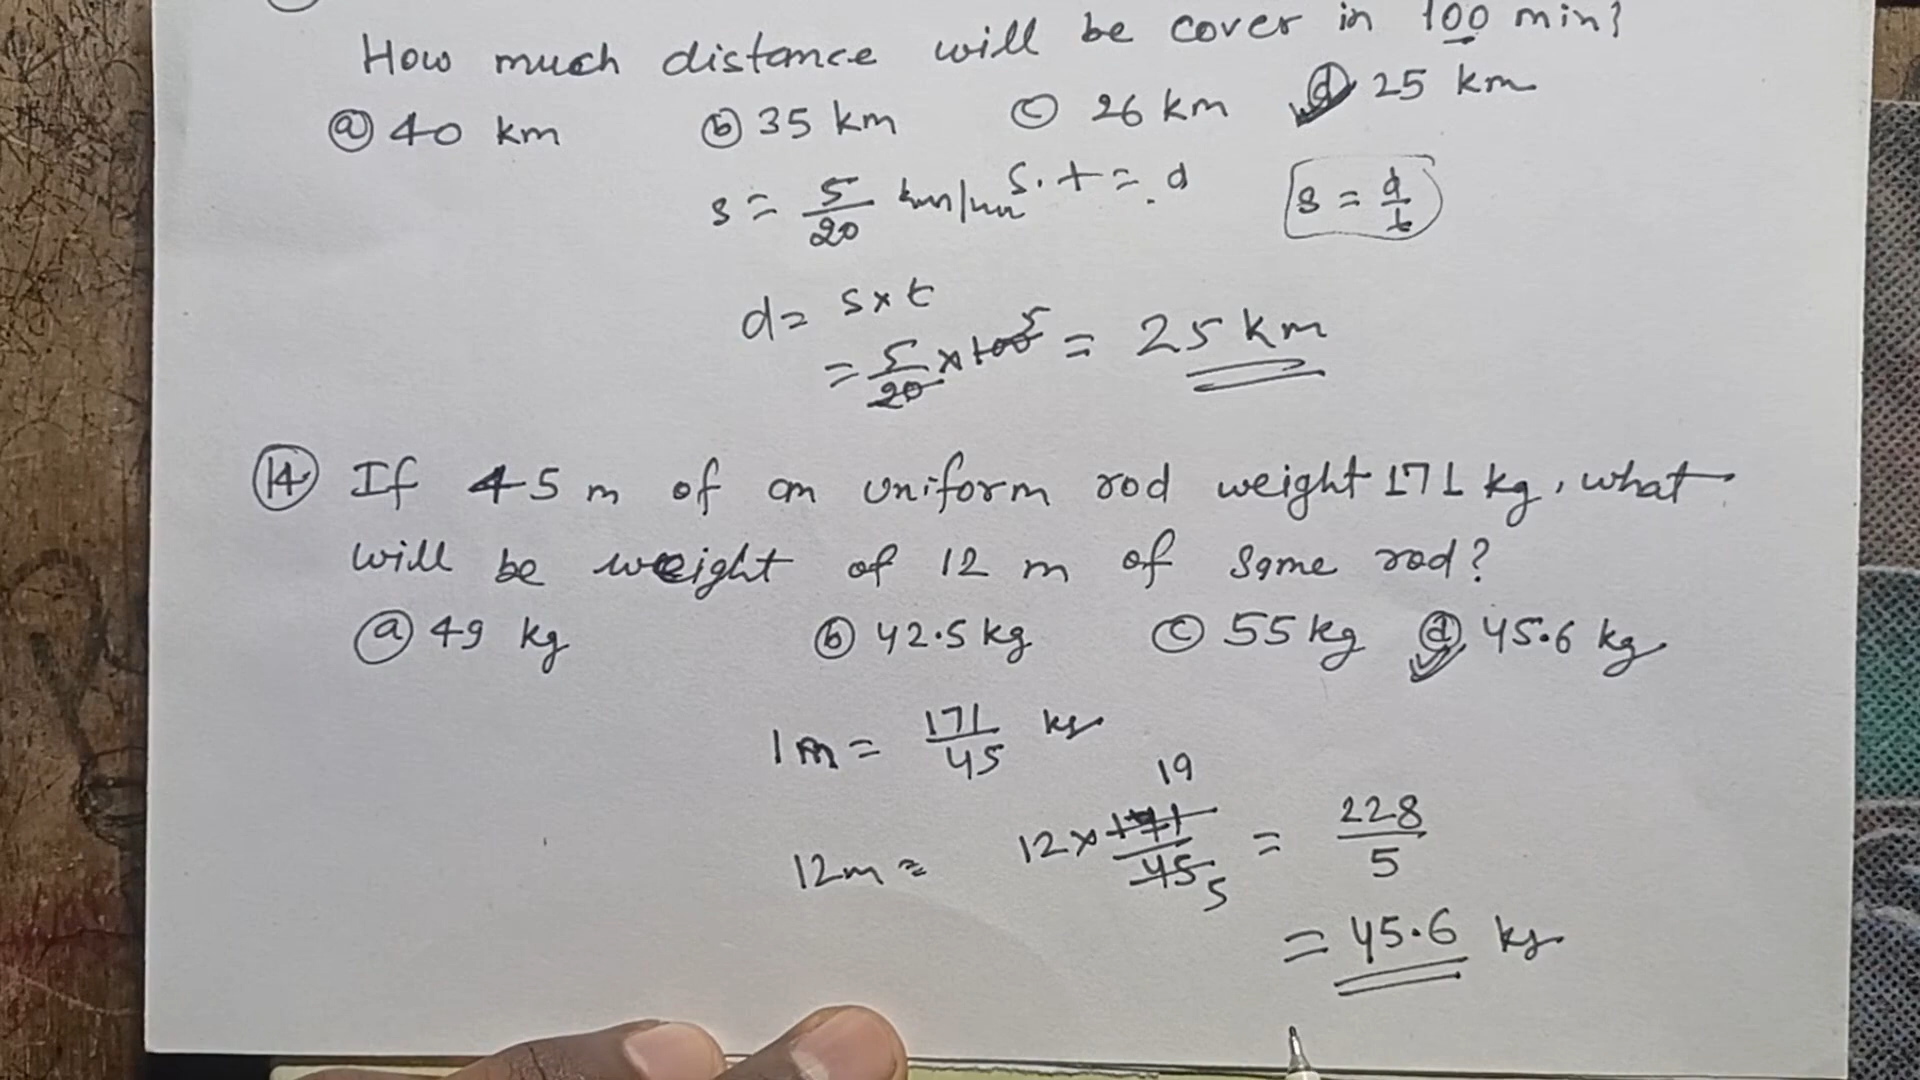 How much distance will be cover in 100 min?
ⓐ 40 km ⓑ 35 km ⓒ 26 km ⓓ 25 km
s = 5/20 km/min s.t = d s = d/t
d = s×t
= 5/20 × 100 5 = 25 km
⑭ If 45 m of an uniform rod weight 171 kg, what
will be weight of 12 m of same rod?
ⓐ 49 kg ⓑ 42.5 kg ⓒ 55 kg ⓓ 45.6 kg
1m = 171/45 kg
19
12m = 12 × 171/45 = 228/5
5
= 45.6 kg